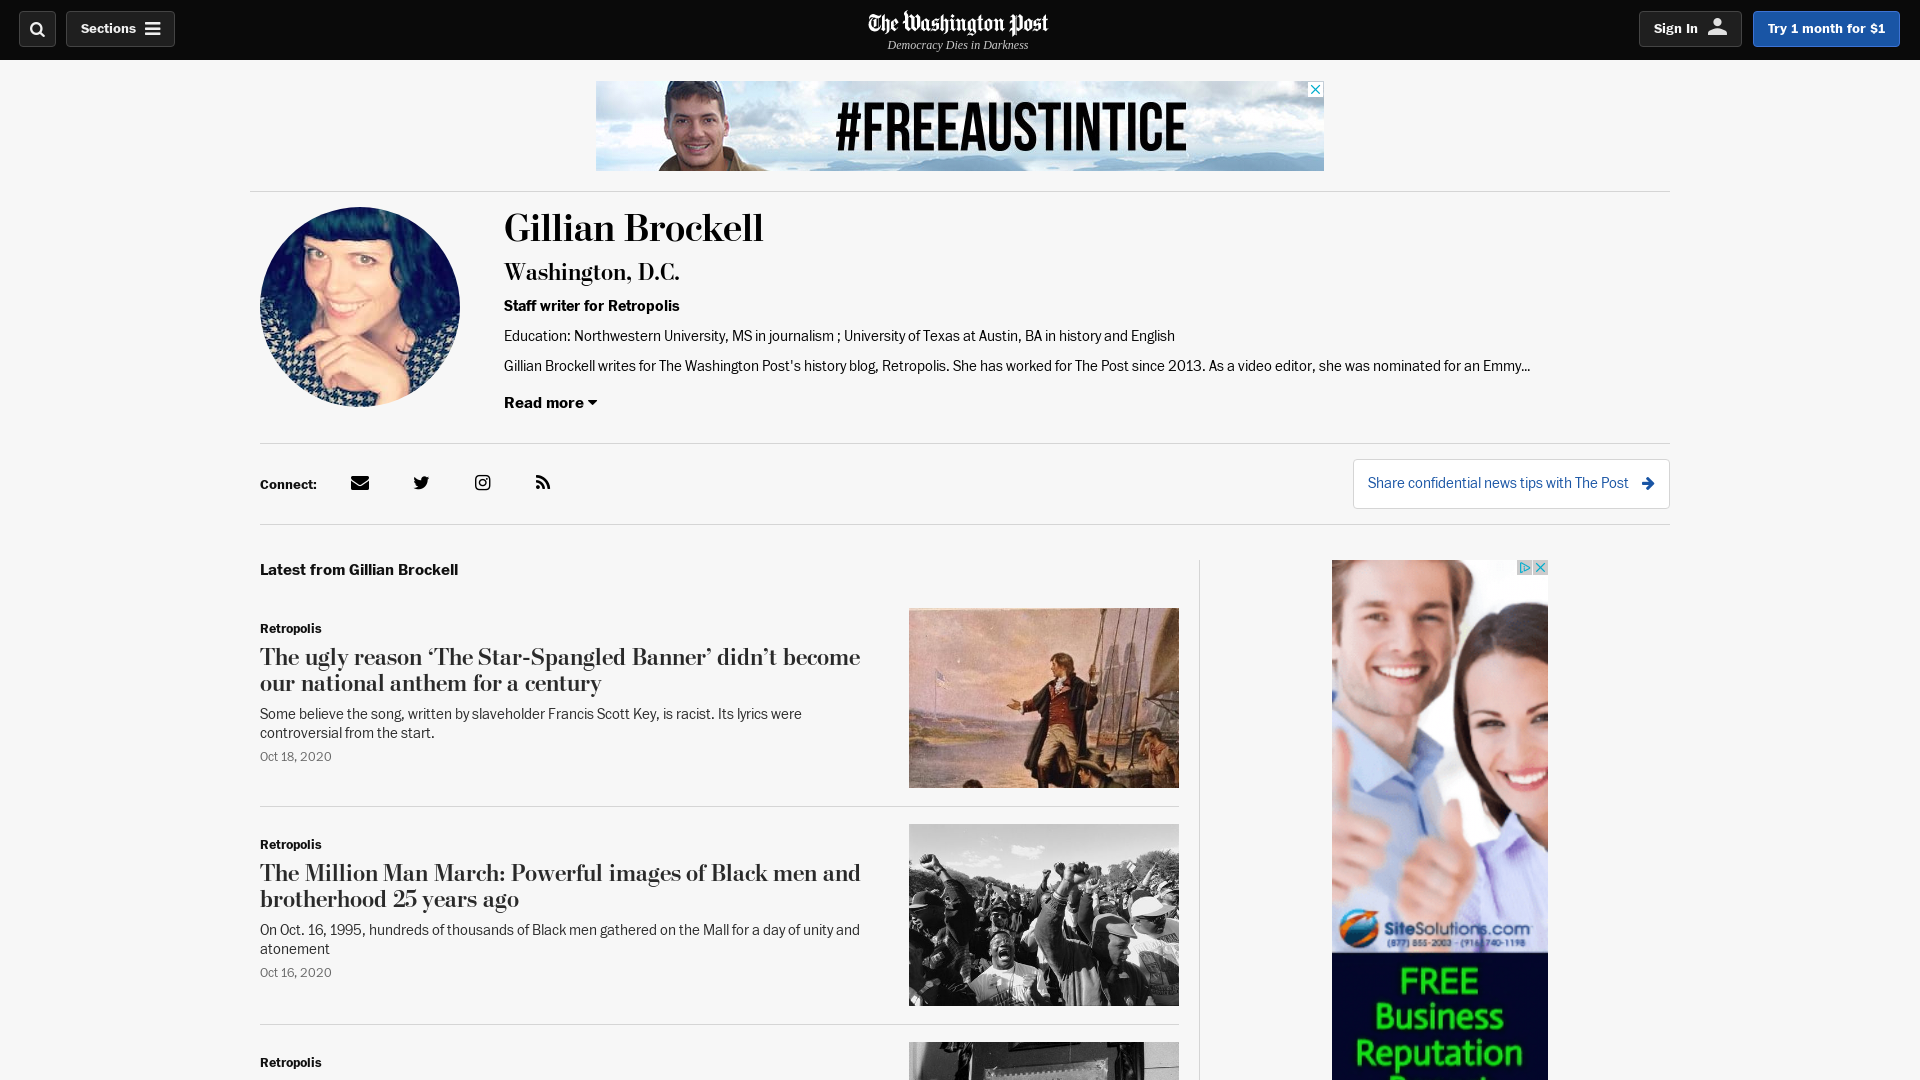 Sections
The Washington Post
Democracy Dies in Darkness
Sign In
Try 1 month for $1
#FREEAUSTINTICE
Gillian Brockell
Washington, D.C.
Staff writer for Retropolis
Education: Northwestern University, MS in journalism ; University of Texas at Austin, BA in history and English
Gillian Brockell writes for The Washington Post's history blog, Retropolis. She has worked for The Post since 2013. As a video editor, she was nominated for an Emmy...
Read more
Connect:
Share confidential news tips with The Post
Latest from Gillian Brockell
Retropolis
The ugly reason ‘The Star-Spangled Banner’ didn’t become
our national anthem for a century
Some believe the song, written by slaveholder Francis Scott Key, is racist. Its lyrics were
controversial from the start.
Oct 18, 2020
Retropolis
The Million Man March: Powerful images of Black men and
brotherhood 25 years ago
On Oct. 16, 1995, hundreds of thousands of Black men gathered on the Mall for a day of unity and
atonement
Oct 16, 2020
Retropolis
SiteSolutions.com
FREE
Business
Reputation